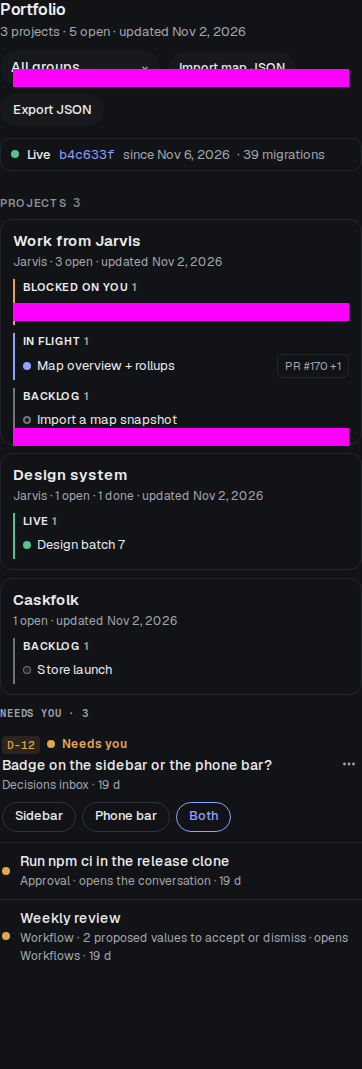 Portfolio
3 projects · 5 open · updated Nov 2, 2026
All groups
Import map JSON
Export JSON
Live b4c633f since Nov 6, 2026 · 39 migrations
PROJECTS 3
Work from Jarvis
Jarvis · 3 open · updated Nov 2, 2026
BLOCKED ON YOU 1
IN FLIGHT 1
Map overview + rollups PR #170 +1
BACKLOG 1
Import a map snapshot
Design system
Jarvis · 1 open · 1 done · updated Nov 2, 2026
LIVE 1
Design batch 7
Caskfolk
1 open · updated Nov 2, 2026
BACKLOG 1
Store launch
NEEDS YOU · 3
D-12 Needs you
Badge on the sidebar or the phone bar? ···
Decisions inbox · 19 d
Sidebar Phone bar Both
Run npm ci in the release clone
Approval · opens the conversation · 19 d
Weekly review
Workflow · 2 proposed values to accept or dismiss · opens
Workflows · 19 d